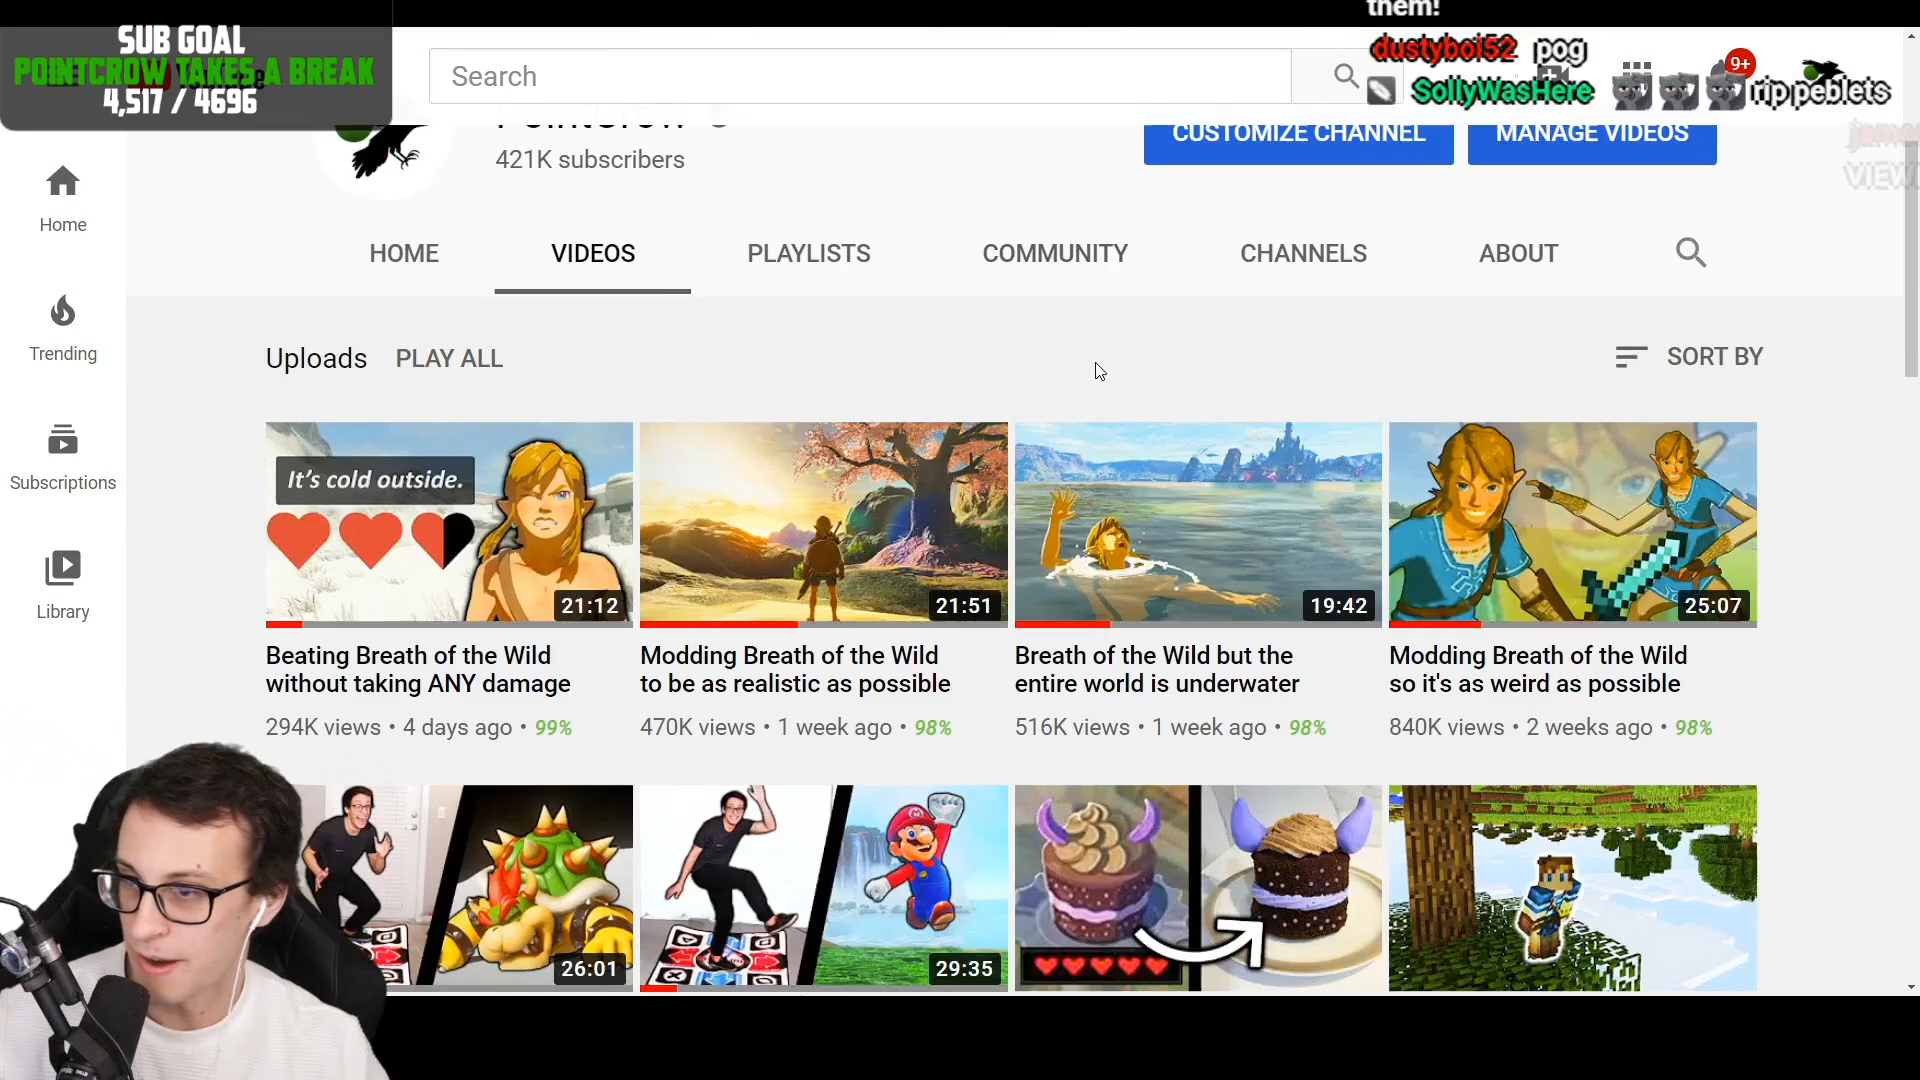 them!
SUB GOAL
POINTCROW TAKES A BREAK
4,517 / 4696
Search
dustyboi52 pog
9+
SollyWasHere rip peblets
421K subscribers
CUSTOMIZE CHANNEL
MANAGE VIDEOS
VIEW
Home
Trending
Subscriptions
Library
HOME
VIDEOS
PLAYLISTS
COMMUNITY
CHANNELS
ABOUT
Uploads
PLAY ALL
SORT BY
It's cold outside.
21:12
21:51
19:42
25:07
Beating Breath of the Wild
without taking ANY damage
294K views • 4 days ago • 99%
Modding Breath of the Wild
to be as realistic as possible
470K views • 1 week ago • 98%
Breath of the Wild but the
entire world is underwater
516K views • 1 week ago • 98%
Modding Breath of the Wild
so it's as weird as possible
840K views • 2 weeks ago • 98%
26:01
29:35